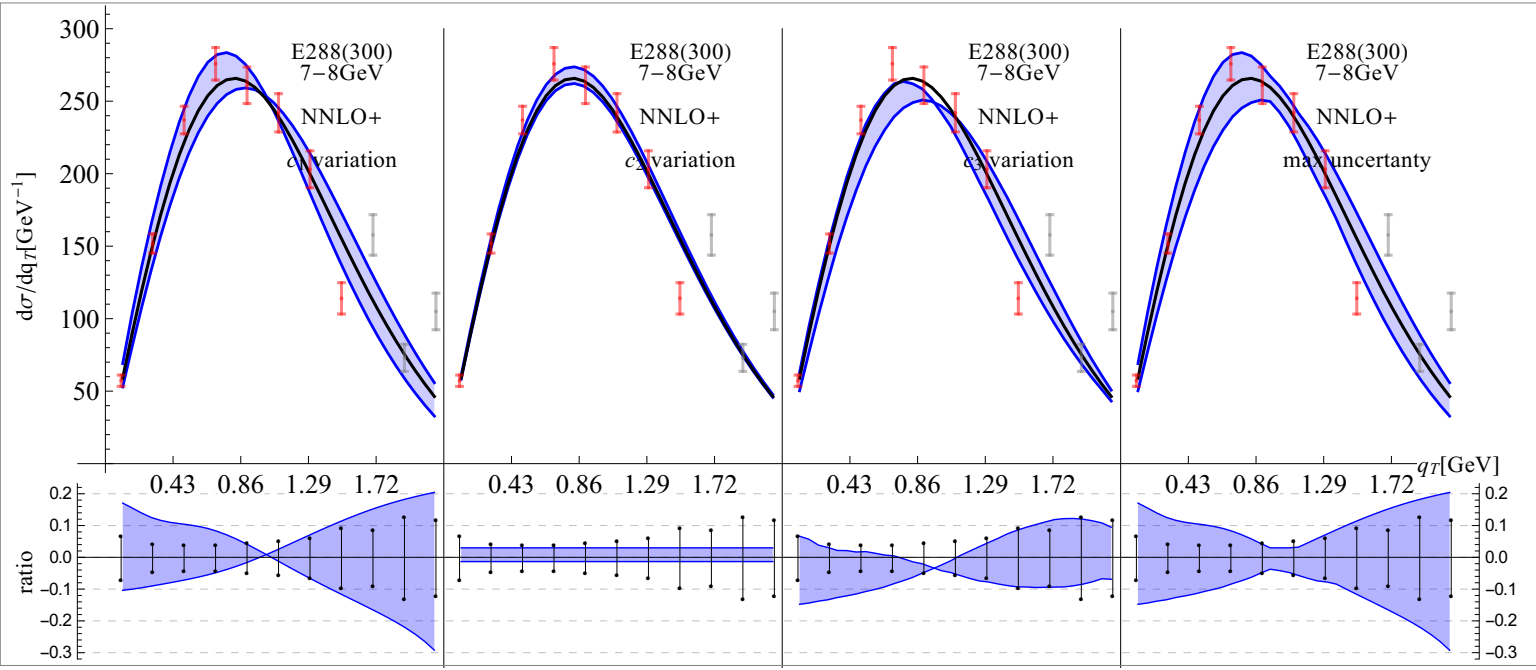 300
250
200
150
100
50
dσ/dq_T[GeV⁻¹]
E288(300)
7−8GeV
NNLO+
c₁ variation
E288(300)
7−8GeV
NNLO+
c₂ variation
E288(300)
7−8GeV
NNLO+
c₃ variation
E288(300)
7−8GeV
NNLO+
max uncertanty
q_T[GeV]
0.43 0.86 1.29 1.72
0.43 0.86 1.29 1.72
0.43 0.86 1.29 1.72
0.43 0.86 1.29 1.72
ratio
0.2
0.1
0.0
−0.1
−0.2
−0.3
0.2
0.1
0.0
−0.1
−0.2
−0.3